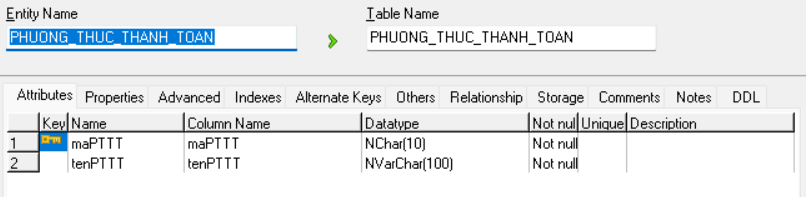 Entity Name Table Name
PHUONG_THUC_THANH_TOAN PHUONG_THUC_THANH_TOAN
Attributes Properties Advanced Indexes Alternate Keys Others Relationship Storage Comments Notes DDL
Key Name Column Name Datatype Not nul Unique Description
1 maPTTT maPTTT NChar(10) Not null
2 tenPTTT tenPTTT NVarChar(100) Not null